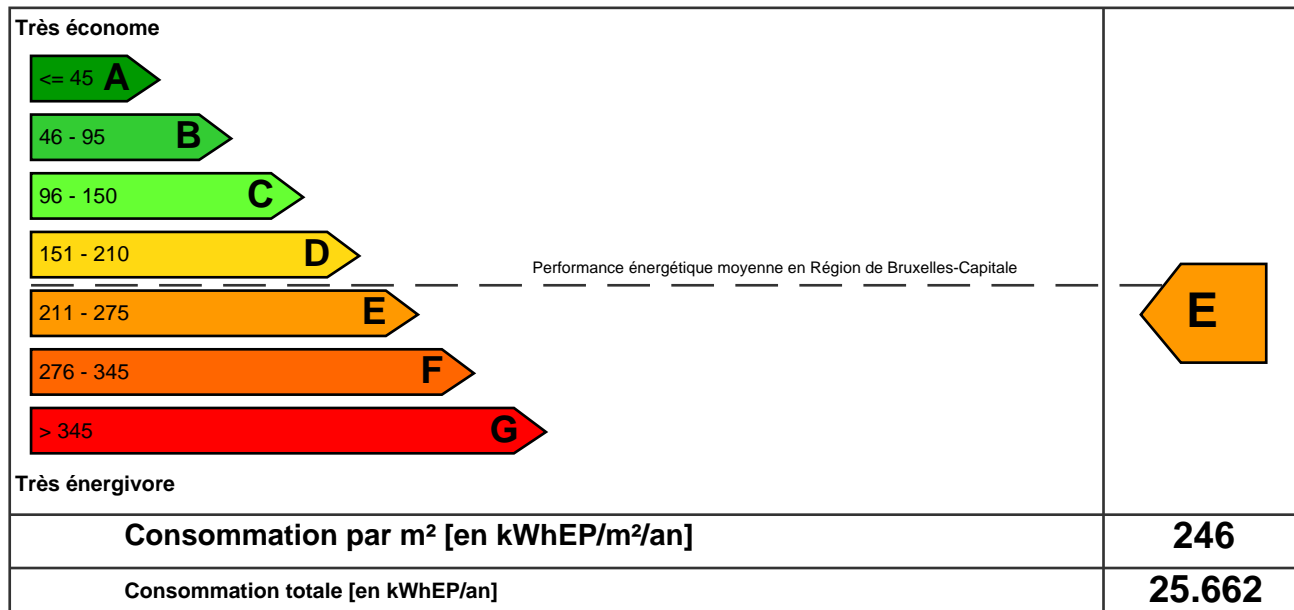 Très économe
<= 45 A
46 - 95 B
96 - 150 C
151 - 210 D
Performance énergétique moyenne en Région de Bruxelles-Capitale
211 - 275 E
E
276 - 345 F
> 345 G
Très énergivore
Consommation par m² [en kWhEP/m²/an] 246
Consommation totale [en kWhEP/an] 25.662